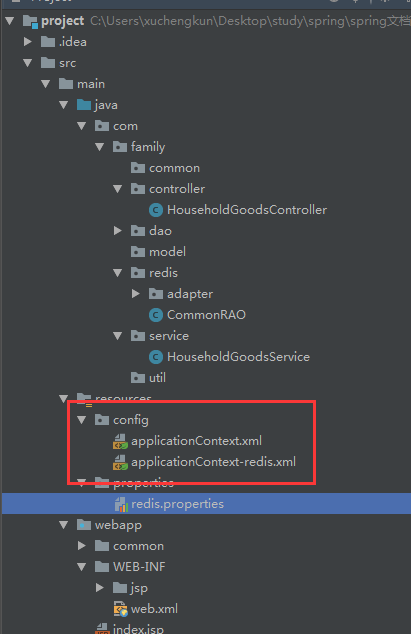 project C:\Users\xuchengkun\Desktop\study\spring\spring文档
.idea
src
main
java
com
family
common
controller
HouseholdGoodsController
dao
model
redis
adapter
CommonRAO
service
HouseholdGoodsService
util
resources
config
applicationContext.xml
applicationContext-redis.xml
properties
redis.properties
webapp
common
WEB-INF
jsp
web.xml
index.jsp